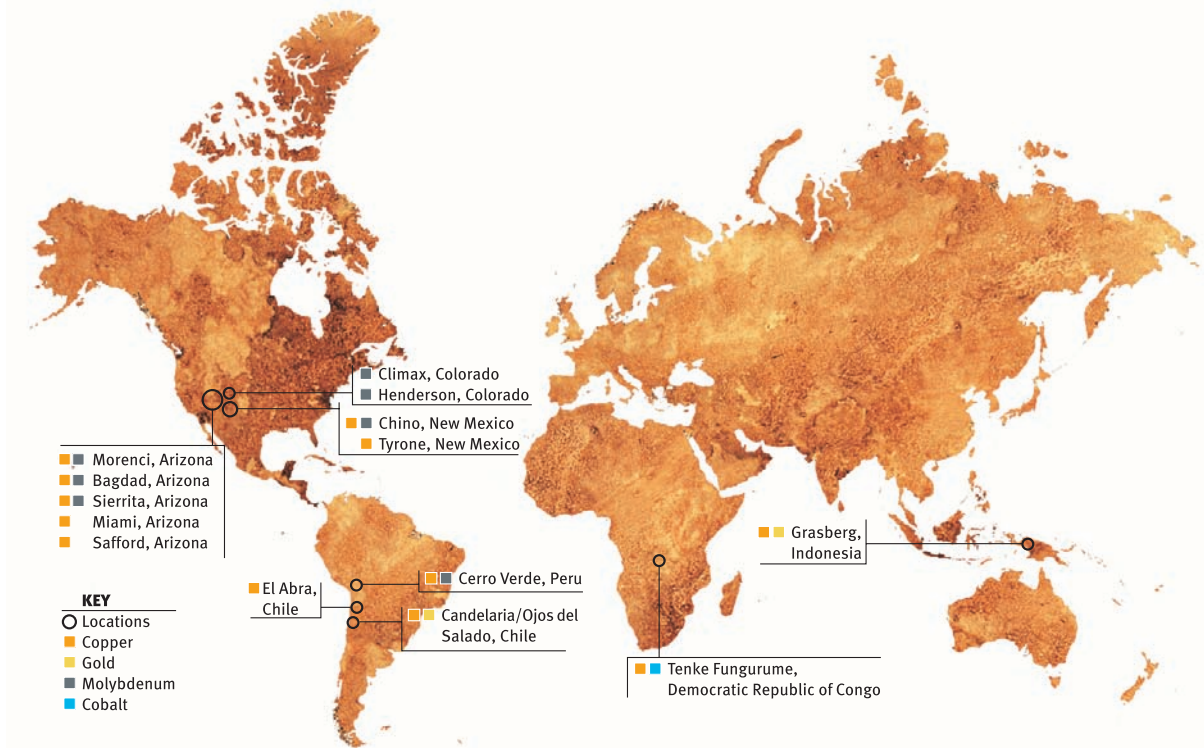 Climax, Colorado
Henderson, Colorado
Chino, New Mexico
Tyrone, New Mexico
Morenci, Arizona
Bagdad, Arizona
Sierrita, Arizona
Miami, Arizona
Safford, Arizona
Grasberg,
Indonesia
Cerro Verde, Peru
El Abra,
Chile
Candelaria/Ojos del
Salado, Chile
Tenke Fungurume,
Democratic Republic of Congo
KEY
Locations
Copper
Gold
Molybdenum
Cobalt